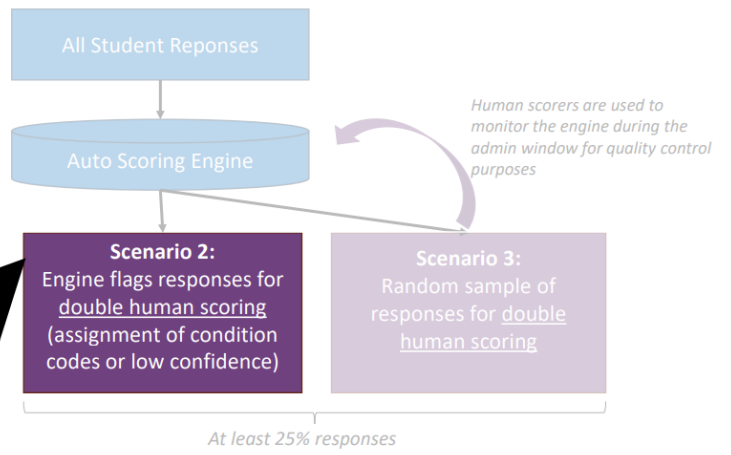 All Student Reponses
Human scorers are used to
monitor the engine during the
admin window for quality control
purposes
Auto Scoring Engine
Scenario 2:
Engine flags responses for
double human scoring
(assignment of condition
codes or low confidence)
Scenario 3:
Random sample of
responses for double
human scoring
At least 25% responses